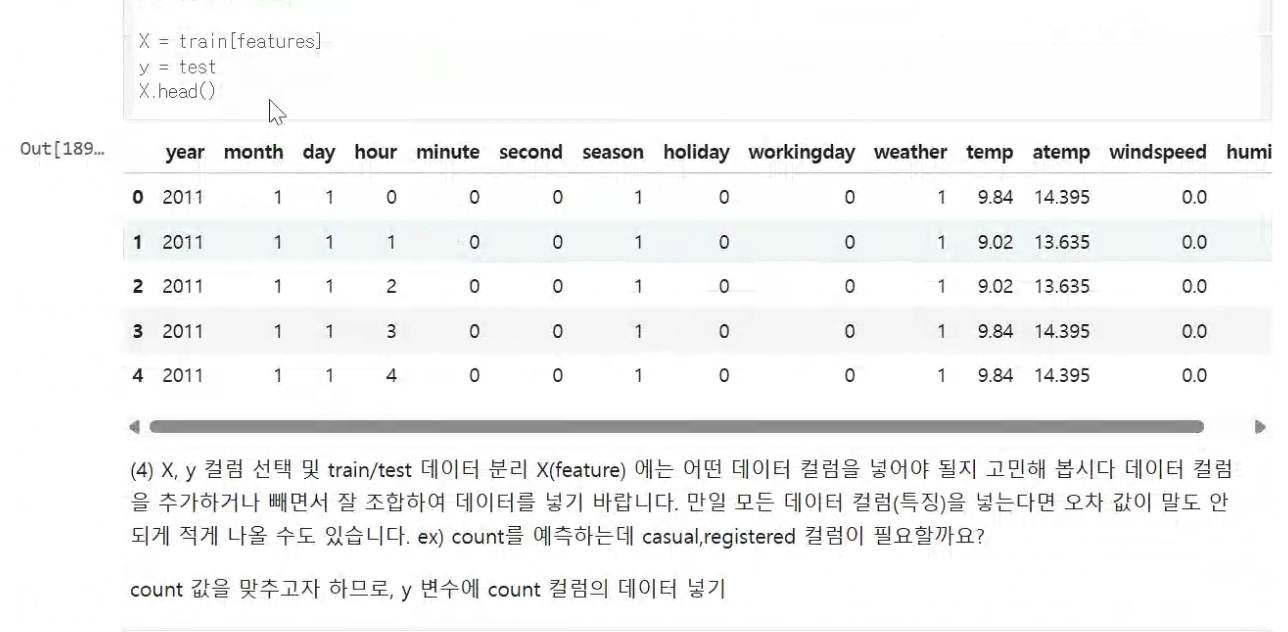 X = train[features]
y = test
X.head()
Out[189…
year month day hour minute second season holiday workingday weather temp atemp windspeed humi
0 2011 1 1 0 0 0 1 0 0 1 9.84 14.395 0.0
1 2011 1 1 1 0 0 1 0 0 1 9.02 13.635 0.0
2 2011 1 1 2 0 0 1 0 0 1 9.02 13.635 0.0
3 2011 1 1 3 0 0 1 0 0 1 9.84 14.395 0.0
4 2011 1 1 4 0 0 1 0 0 1 9.84 14.395 0.0
(4) X, y 컬럼 선택 및 train/test 데이터 분리 X(feature) 에는 어떤 데이터 컬럼을 넣어야 될지 고민해 봅시다 데이터 컬럼
을 추가하거나 빼면서 잘 조합하여 데이터를 넣기 바랍니다. 만일 모든 데이터 컬럼(특징)을 넣는다면 오차 값이 말도 안
되게 적게 나올 수도 있습니다. ex) count를 예측하는데 casual,registered 컬럼이 필요할까요?
count 값을 맞추고자 하므로, y 변수에 count 컬럼의 데이터 넣기